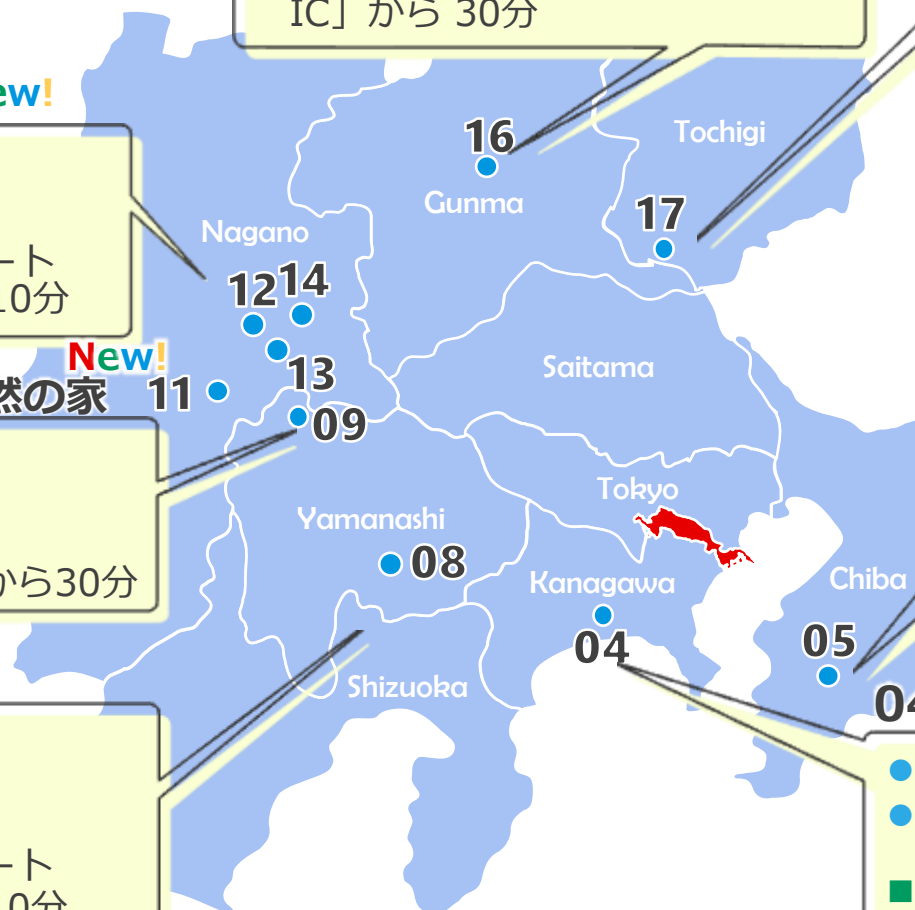 IC」から 30分
ew!
16
Tochigi
17
Gunma
Nagano
ート
10分
12
14
New!
13
Saitama
然の家
11
09
Tokyo
Yamanashi
08
から30分
Kanagawa
Chiba
04
05
Shizuoka
04
ート
0分